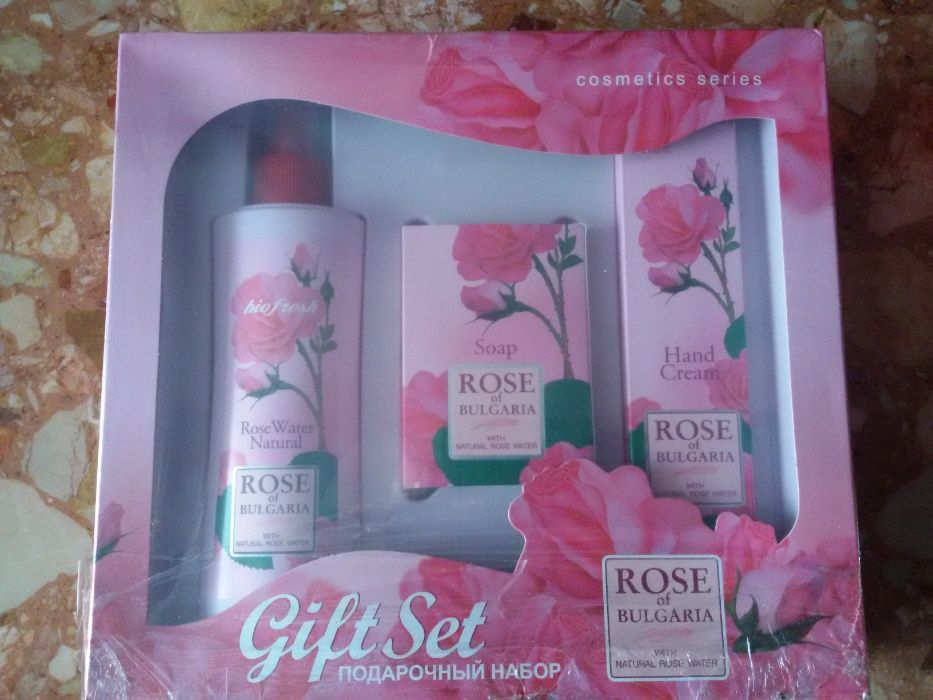 cosmetics series
bio fresh
Rose Water
Natural
ROSE
of
BULGARIA
WITH
NATURAL ROSE WATER
Soap
ROSE
of
BULGARIA
WITH
NATURAL ROSE WATER
Hand
Cream
ROSE
of
BULGARIA
WITH
NATURAL ROSE WATER
Gift Set
ПОДАРОЧНЫЙ НАБОР
ROSE
of
BULGARIA
WITH
NATURAL ROSE WATER